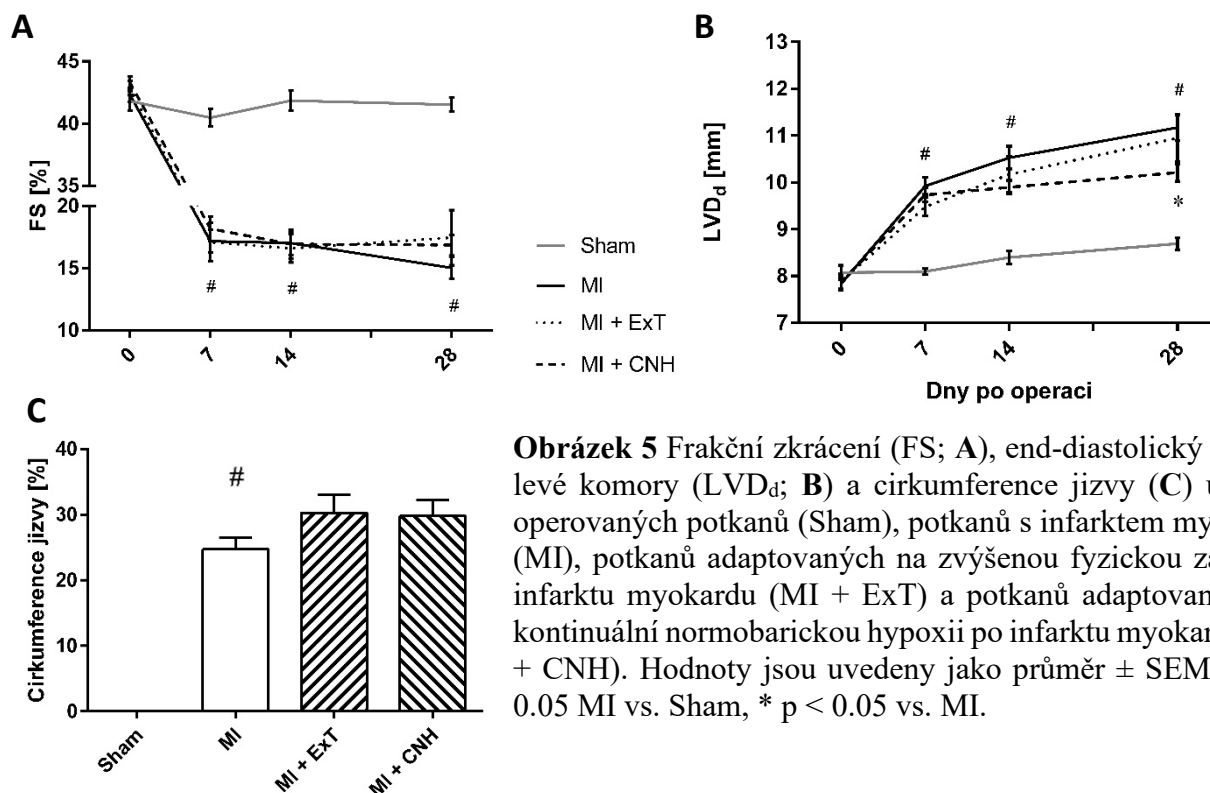 A
FS [%]
45
40
35
20
15
10
# # #
0 7 14 28
Sham
MI
MI + ExT
MI + CNH
B
LVDd [mm]
13
12
11
10
9
8
7
# # #
*
0 7 14 28
Dny po operaci
C
Cirkumference jizvy [%]
40
30
20
10
0
#
Sham MI MI + ExT MI + CNH
Obrázek 5 Frakční zkrácení (FS; A), end-diastolický
levé komory (LVDd; B) a cirkumference jizvy (C) u
operovaných potkanů (Sham), potkanů s infarktem my
(MI), potkanů adaptovaných na zvýšenou fyzickou zá
infarktu myokardu (MI + ExT) a potkanů adaptovan
kontinuální normobarickou hypoxii po infarktu myokar
+ CNH). Hodnoty jsou uvedeny jako průměr ± SEM
0.05 MI vs. Sham, * p < 0.05 vs. MI.